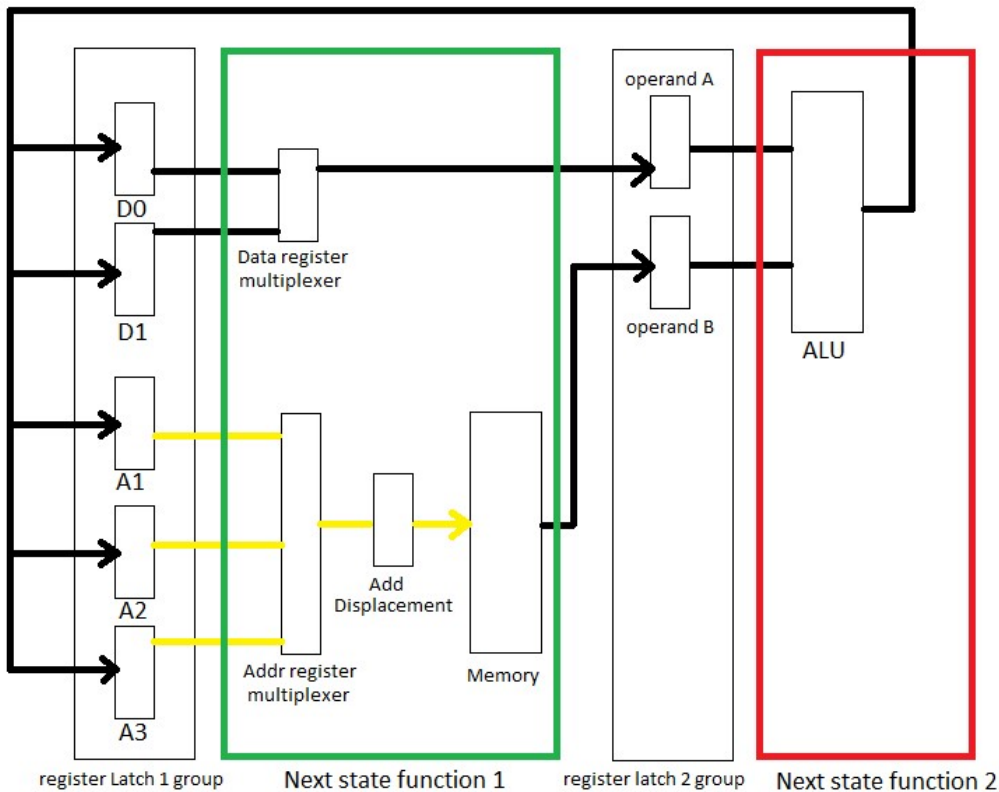 operand A
D0
Data register
multiplexer
D1
operand B
ALU
A1
Add
Displacement
A2
Addr register
multiplexer
Memory
A3
register Latch 1 group
Next state function 1
register latch 2 group
Next state function 2